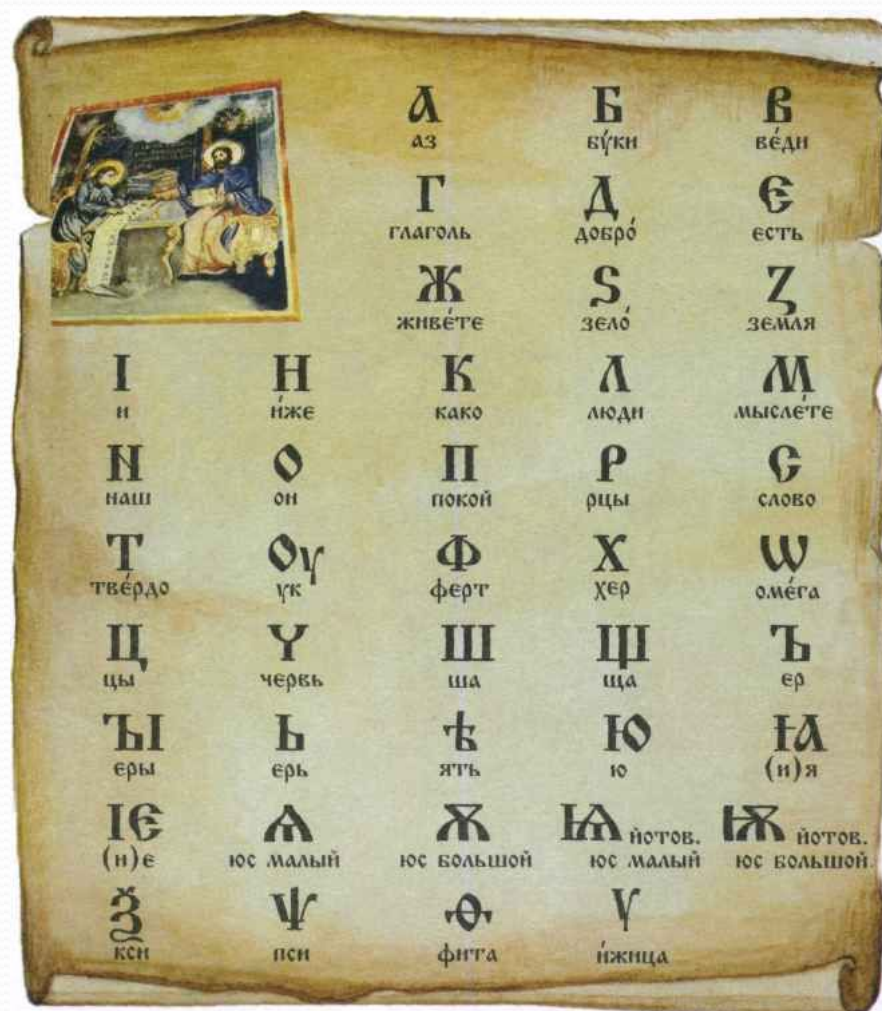 А Б В
аз бу́ки ве́ди
Г Д Є
глаголь добро́ єсть
Ж Ѕ З
живе́те зело́ земля
І Н К Л М
и и́же како люди мысле́те
N О П Р С
наш он покой рцы слово
Т Оу Ф Х Ѡ
тве́рдо ук ферт хер оме́га
Ц Ч Ш Щ Ъ
цы червь ша ща ер
ЪІ Ь Ѣ Ю Ꙗ
еры ерь ять ю (и)я
Ѥ Ѧ Ѫ Ѩ йотов. Ѭ йотов.
(и)е юс малый юс большой юс малый юс большой.
Ѯ Ѱ Ѳ Ѵ
кси пси фита и́жица